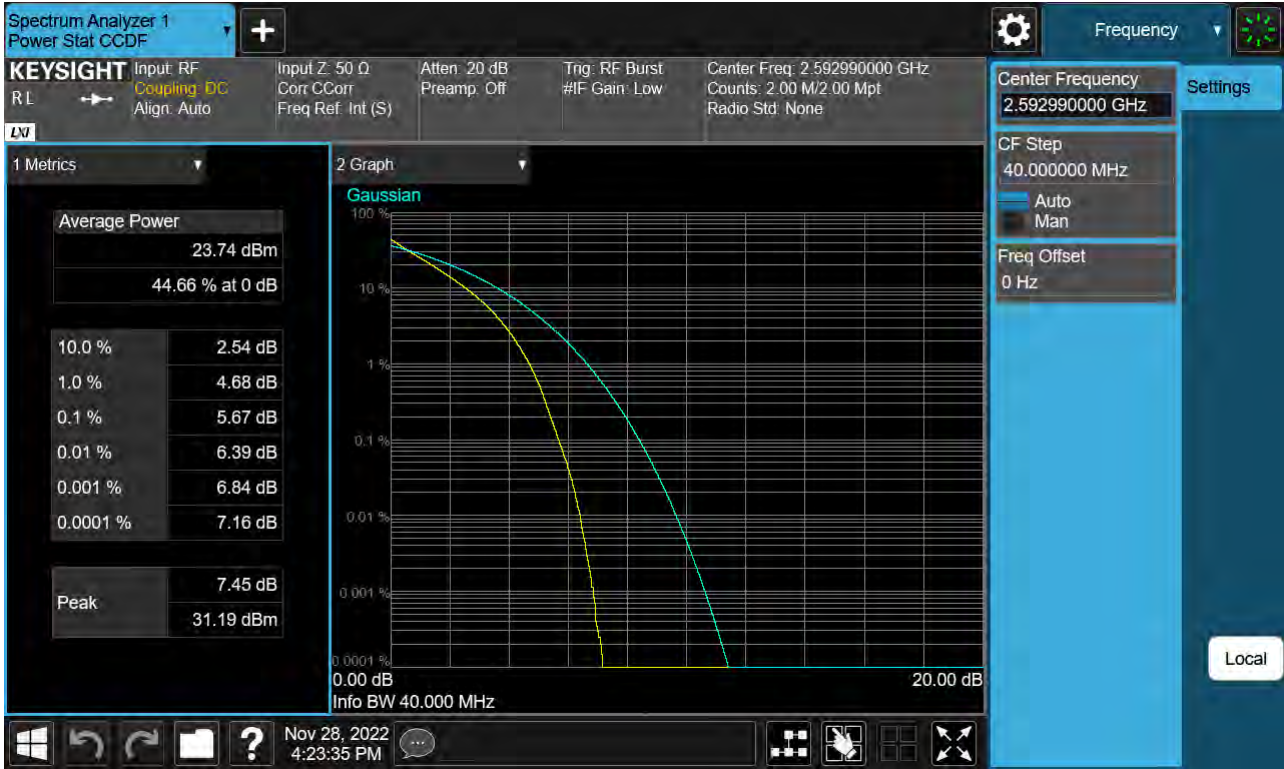 Spectrum Analyzer 1
Power Stat CCDF
Frequency
KEYSIGHT
RL
LXI
Input: RF
Coupling: DC
Align: Auto
Input Z: 50 Ω
Corr CCorr
Freq Ref: Int (S)
Atten: 20 dB
Preamp: Off
Trig: RF Burst
#IF Gain: Low
Center Freq: 2.592990000 GHz
Counts: 2.00 M/2.00 Mpt
Radio Std: None
Center Frequency
2.592990000 GHz
Settings
CF Step
40.000000 MHz
Auto
Man
Freq Offset
0 Hz
Local
1 Metrics
Average Power
23.74 dBm
44.66 % at 0 dB
10.0 % 2.54 dB
1.0 % 4.68 dB
0.1 % 5.67 dB
0.01 % 6.39 dB
0.001 % 6.84 dB
0.0001 % 7.16 dB
Peak
7.45 dB
31.19 dBm
2 Graph
Gaussian
100 %
10 %
1 %
0.1 %
0.01 %
0.001 %
0.0001 %
0.00 dB 20.00 dB
Info BW 40.000 MHz
?
Nov 28, 2022
4:23:35 PM